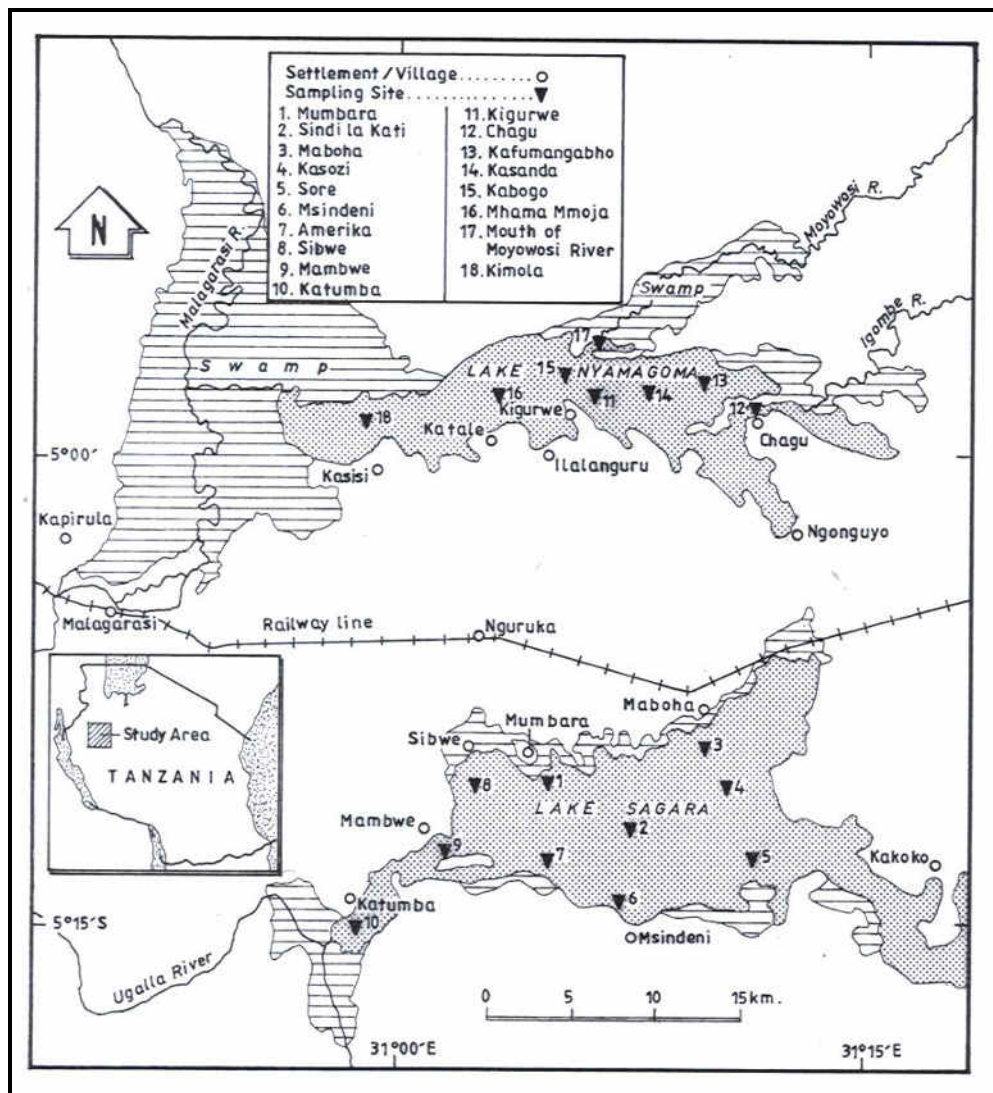 Settlement/Village.........
Sampling Site...............
1. Mumbara
2. Sindi la Kati
3. Maboha
4. Kasozi
5. Sore
6. Msindeni
7. Amerika
8. Sibwe
9. Mambwe
10. Katumba
11. Kigurwe
12. Chagu
13. Kafumangabho
14. Kasanda
15. Kabogo
16. Mhama Mmoja
17. Mouth of
Moyowosi River
18. Kimola
N
Malagarasi R.
Moyowosi R.
Igombe R.
Swamp
Swamp
LAKE NYAMAGOMA
17
15
16
11
14
13
12
18
Kigurwe
Katale
Chagu
Ilalanguru
Kasisi
5°00'
Kapirula
Ngonguyo
Malagarasi
Railway line
Nguruka
Study Area
TANZANIA
Maboha
Mumbara
Sibwe
3
8
1
4
LAKE SAGARA
2
Mambwe
9
7
5
Kakoko
Katumba
6
10
5°15'S
Msindeni
Ugalla River
0 5 10 15km.
31°00'E
31°15'E